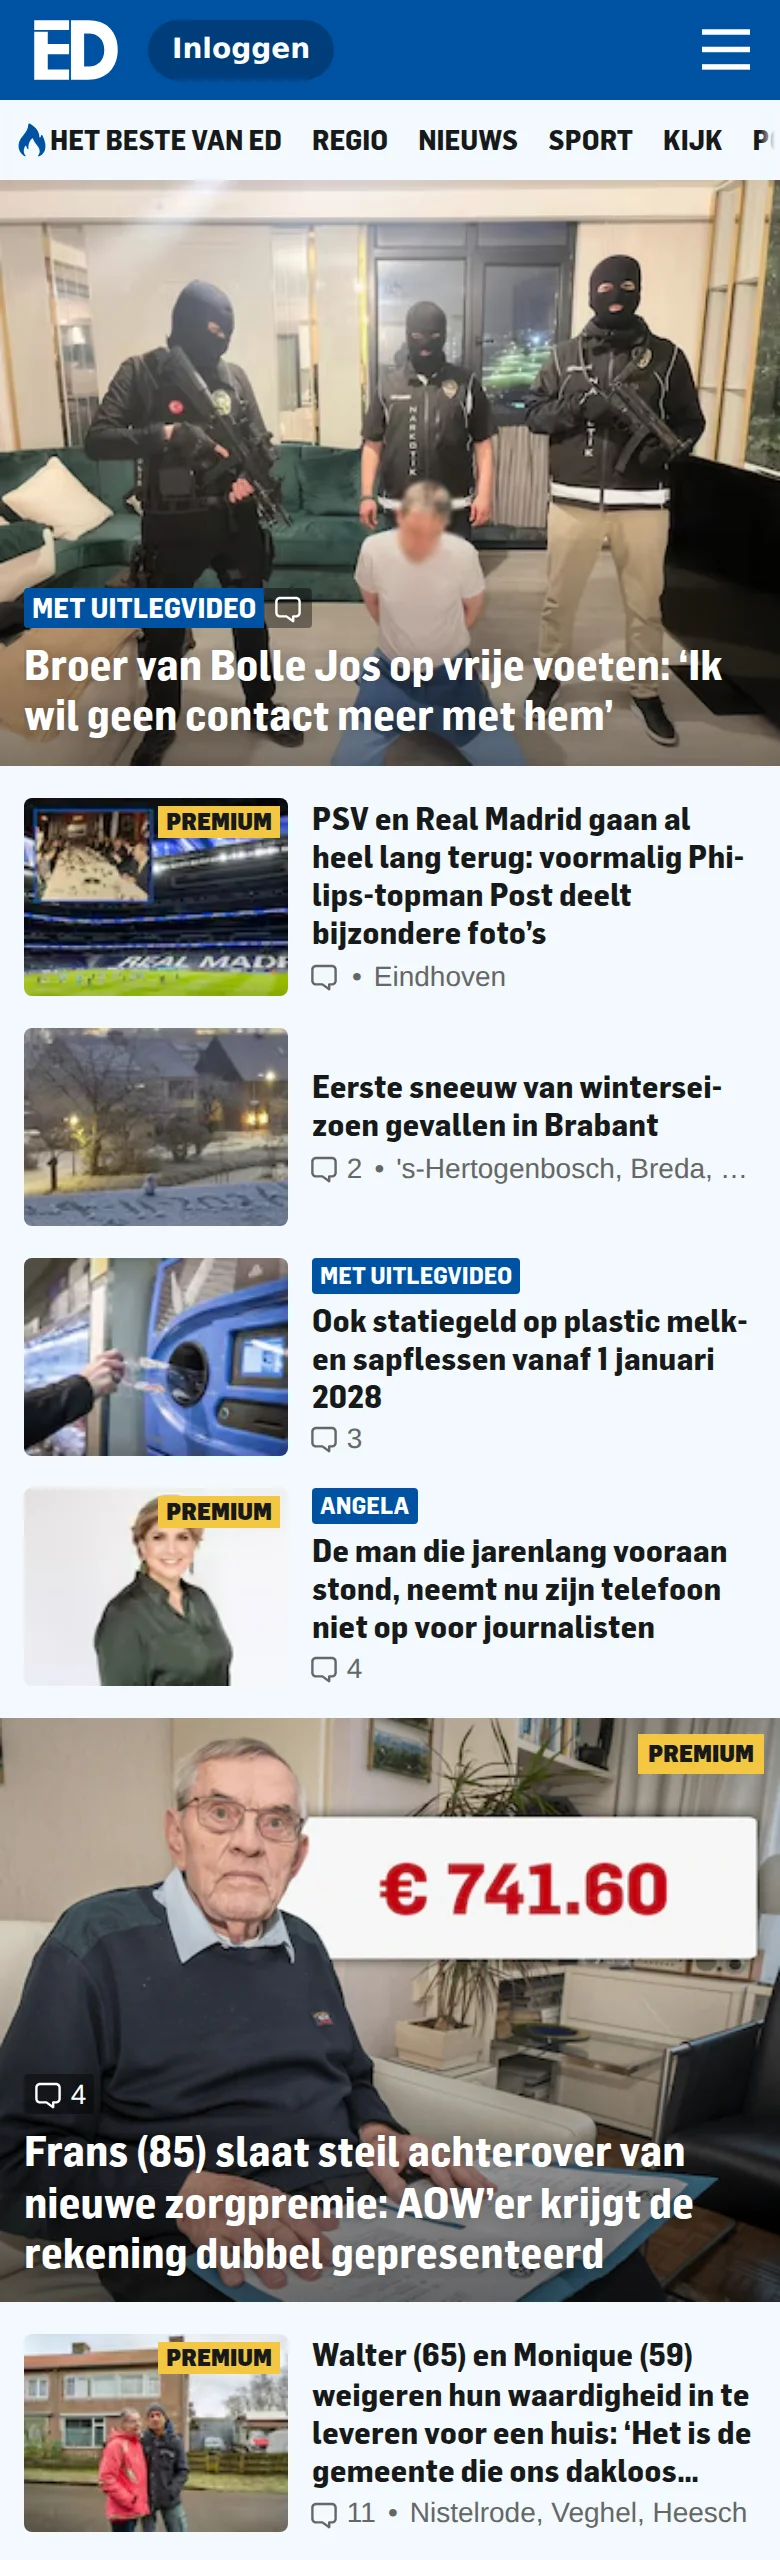 ED
Inloggen
HET BESTE VAN ED REGIO NIEUWS SPORT KIJK
NARKOTIK
MET UITLEGVIDEO
Broer van Bolle Jos op vrije voeten: ‘Ik
wil geen contact meer met hem’
PREMIUM
REAL MADR
PSV en Real Madrid gaan al
heel lang terug: voormalig Phi-
lips-topman Post deelt
bijzondere foto’s
• Eindhoven
Eerste sneeuw van wintersei-
zoen gevallen in Brabant
2 • 's-Hertogenbosch, Breda, …
MET UITLEGVIDEO
Ook statiegeld op plastic melk-
en sapflessen vanaf 1 januari
2028
3
PREMIUM
ANGELA
De man die jarenlang vooraan
stond, neemt nu zijn telefoon
niet op voor journalisten
4
PREMIUM
€ 741.60
4
Frans (85) slaat steil achterover van
nieuwe zorgpremie: AOW’er krijgt de
rekening dubbel gepresenteerd
PREMIUM
Walter (65) en Monique (59)
weigeren hun waardigheid in te
leveren voor een huis: ‘Het is de
gemeente die ons dakloos...
11 • Nistelrode, Veghel, Heesch